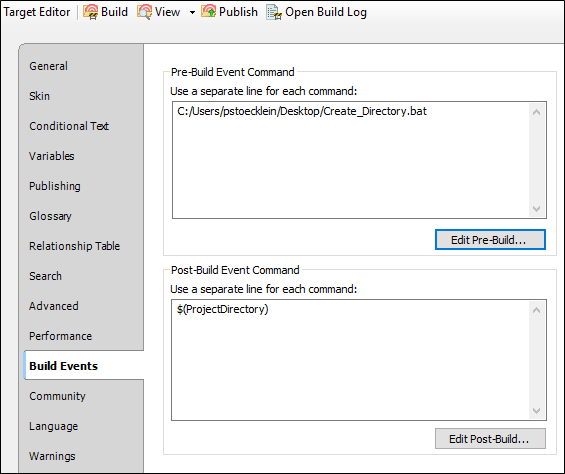 Target Editor Build View Publish Open Build Log
General
Skin
Conditional Text
Variables
Publishing
Glossary
Relationship Table
Search
Advanced
Performance
Build Events
Community
Language
Warnings
Pre-Build Event Command
Use a separate line for each command:
C:/Users/pstoecklein/Desktop/Create_Directory.bat
Edit Pre-Build...
Post-Build Event Command
Use a separate line for each command:
$(ProjectDirectory)
Edit Post-Build...